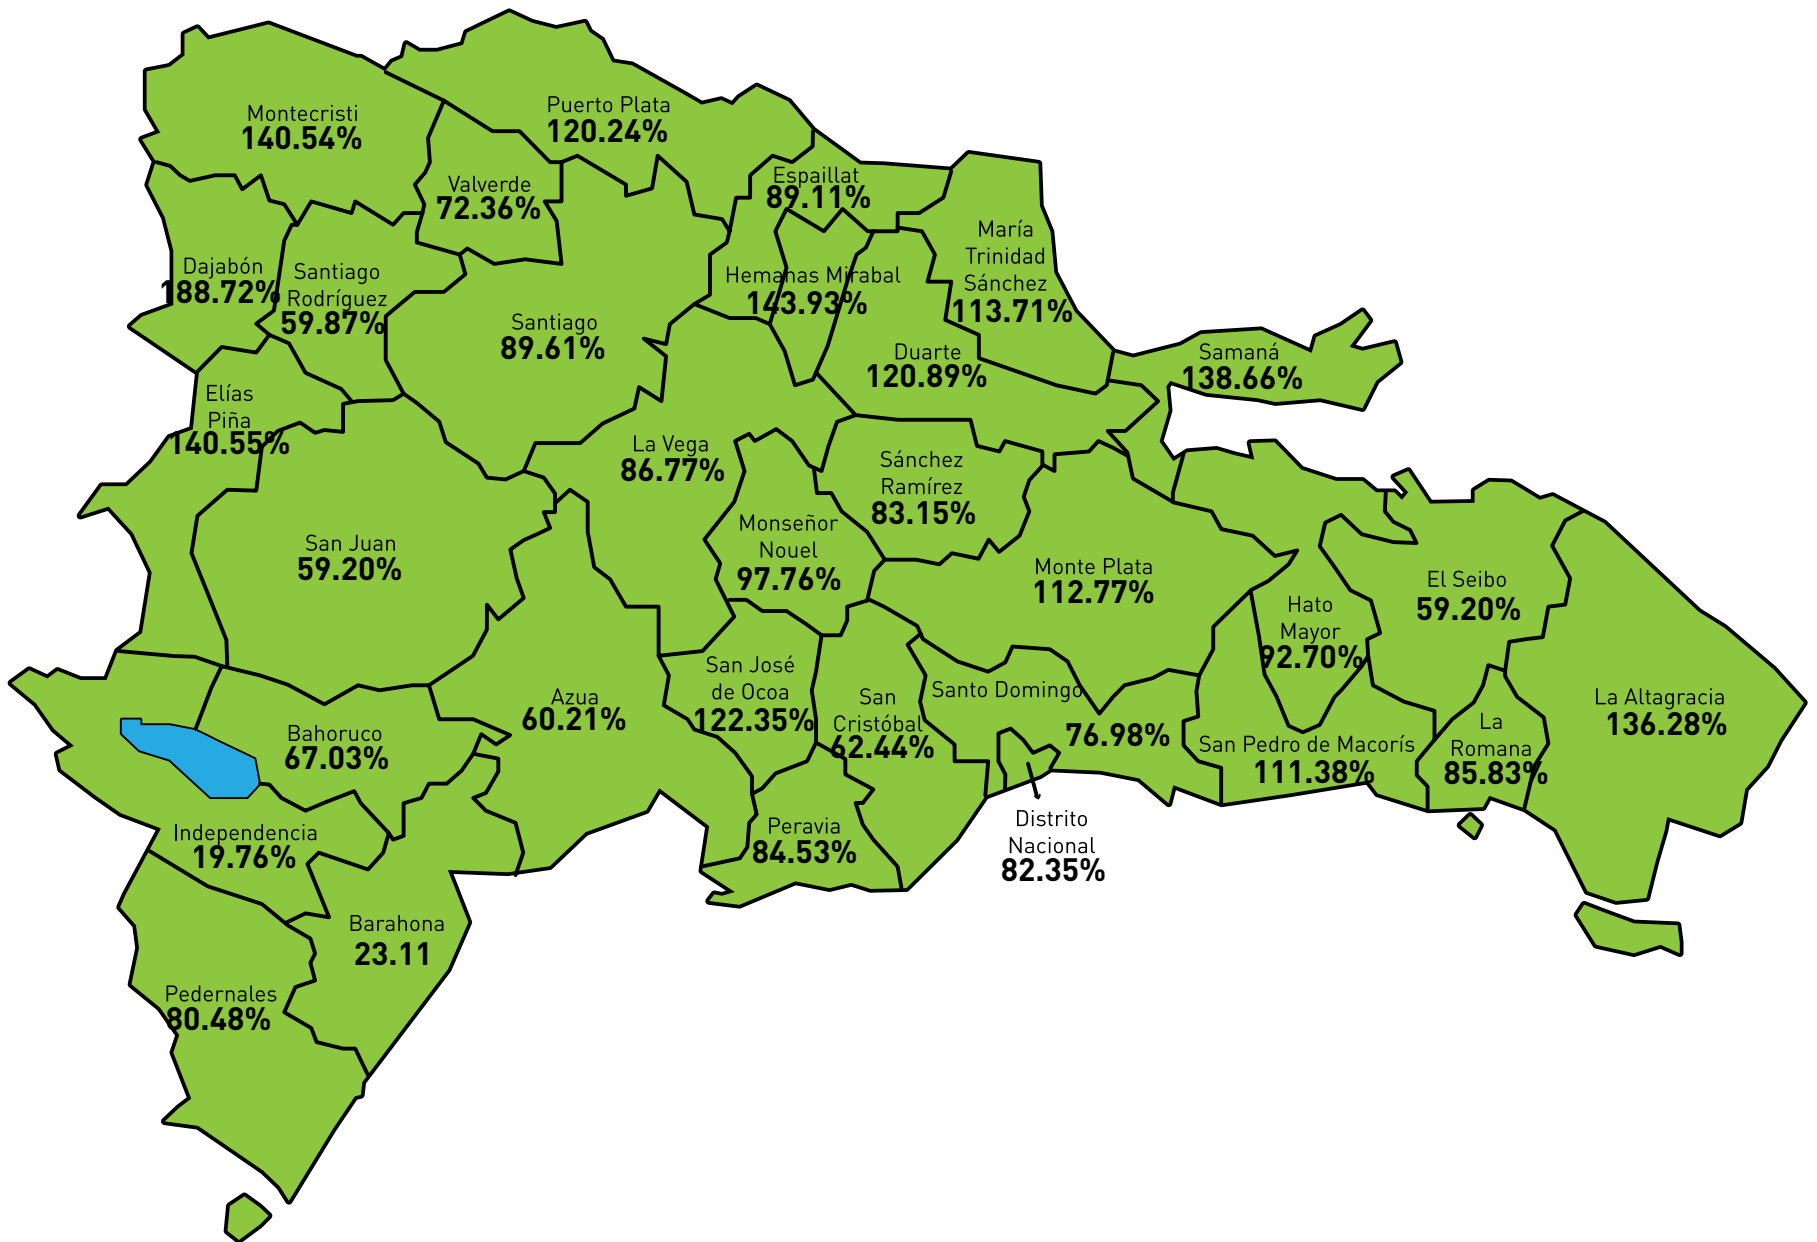 Montecristi
140.54%
Puerto Plata
120.24%
Valverde
72.36%
Espaillat
89.11%
María
Trinidad
Sánchez
113.71%
Dajabón
188.72%
Santiago
Rodríguez
59.87%
Hemanas Mirabal
143.93%
Santiago
89.61%
Duarte
120.89%
Samaná
138.66%
Elías
Piña
140.55%
La Vega
86.77%
Sánchez
Ramírez
83.15%
San Juan
59.20%
Monseñor
Nouel
97.76%
Monte Plata
112.77%
El Seibo
59.20%
Hato
Mayor
92.70%
San José
de Ocoa
122.35%
Azua
60.21%
San
Cristóbal
62.44%
Santo Domingo
76.98%
La Altagracia
136.28%
Bahoruco
67.03%
San Pedro de Macorís
111.38%
La
Romana
85.83%
Independencia
19.76%
Peravia
84.53%
Distrito
Nacional
82.35%
Barahona
23.11
Pedernales
80.48%